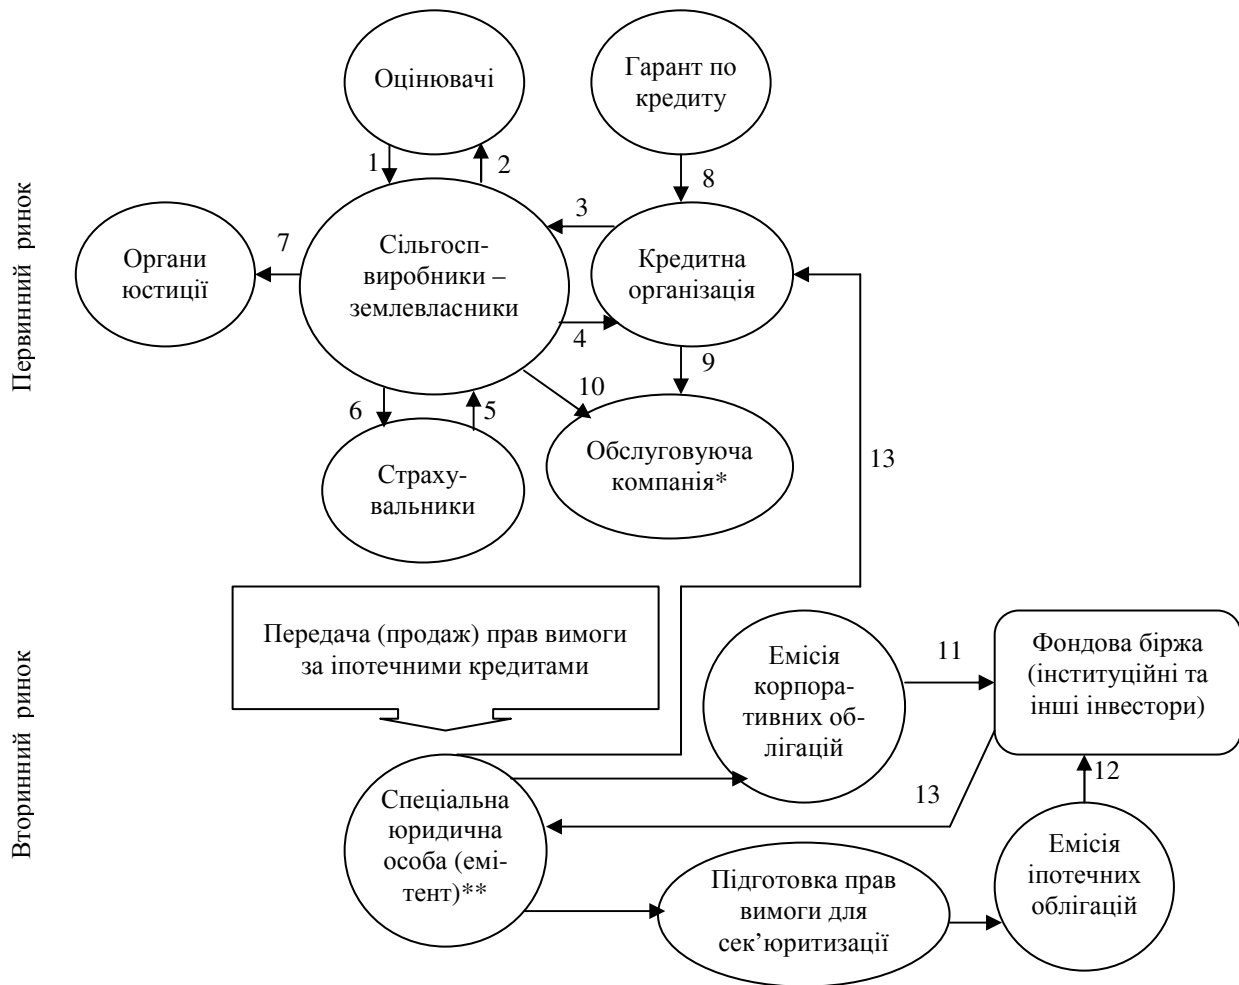 Оцінювачі
Гарант по
кредиту
1
2
8
Первинний ринок
Органи
юстиції
7
Сільгосп-
виробники –
землевласники
3
4
Кредитна
організація
6
5
10
9
13
Страху-
вальники
Обслуговуюча
компанія*
Передача (продаж) прав вимоги
за іпотечними кредитами
Вторинний ринок
Емісія
корпора-
тивних об-
лігацій
11
Фондова біржа
(інституційні та
інші інвестори)
13
12
Спеціальна
юридична
особа (емі-
тент)**
Підготовка прав
вимоги для
сек’юритизації
Емісія
іпотечних
облігацій